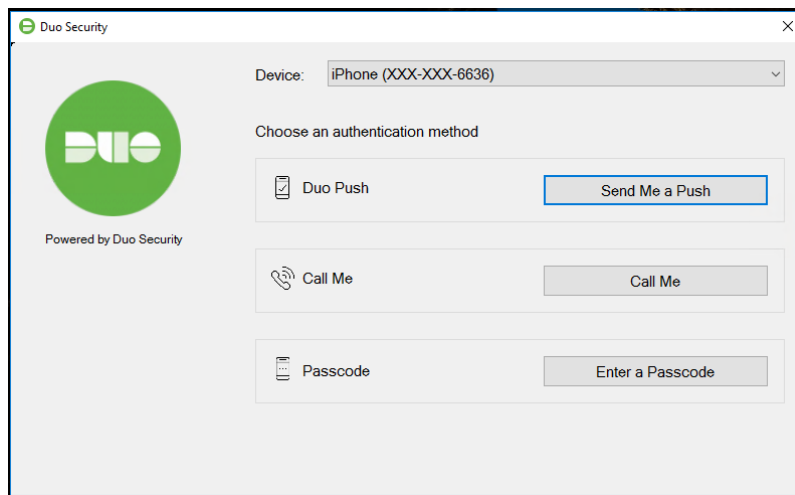 Duo Security
Device: iPhone (XXX-XXX-6636)
DUO
Choose an authentication method
Duo Push Send Me a Push
Powered by Duo Security
Call Me Call Me
Passcode Enter a Passcode